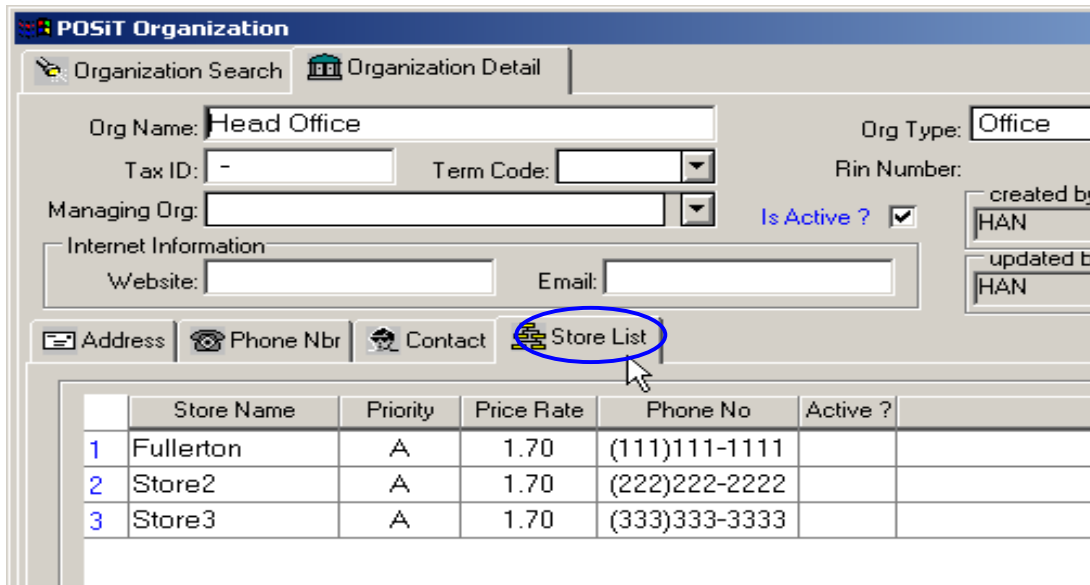 POSiT Organization
Organization Search Organization Detail
Org Name: Head Office Org Type: Office
Tax ID: - Term Code: Rin Number:
Managing Org: Is Active ? created by
HAN
Internet Information updated b
Website: Email: HAN
Address Phone Nbr Contact Store List
Store Name Priority Price Rate Phone No Active ?
1 Fullerton A 1.70 (111)111-1111
2 Store2 A 1.70 (222)222-2222
3 Store3 A 1.70 (333)333-3333